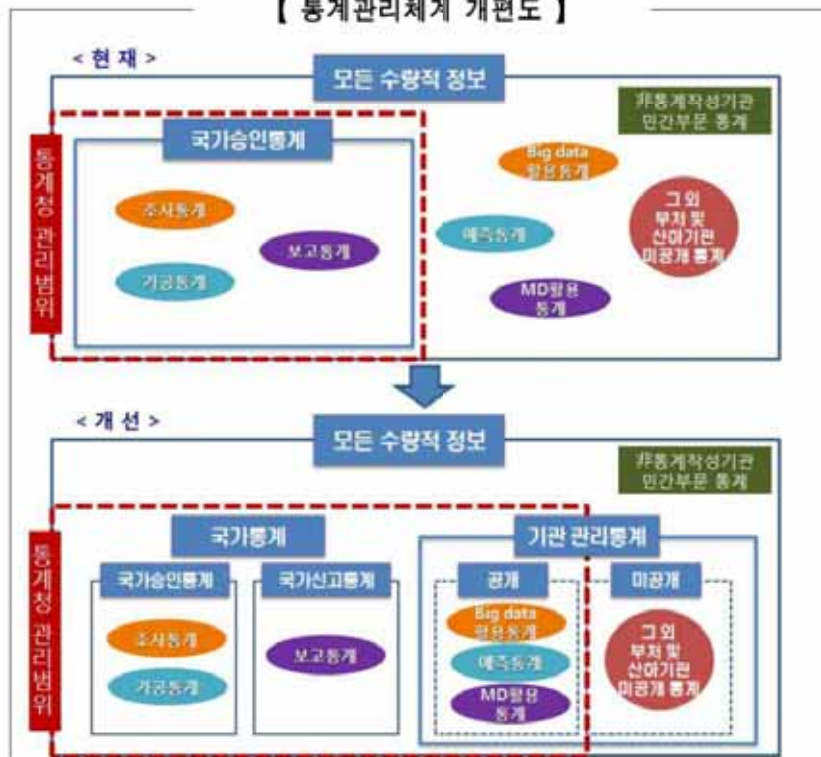 【 통계관리체계 개편도 】
< 현 재 >
모든 수량적 정보
非통계작성기관
민간부문 통계
통계청 관리범위
국가승인통계
조사통계
보고통계
가공통계
Big data
활용통계
예측통계
MD활용
통계
그 외
부처 및
산하기관
미공개 통계
< 개 선 >
모든 수량적 정보
非통계작성기관
민간부문 통계
통계청 관리범위
국가통계
기관 관리통계
국가승인통계
국가신고통계
공개
미공개
조사통계
가공통계
보고통계
Big data
활용통계
예측통계
MD활용
통계
그 외
부처 및
산하기관
미공개 통계